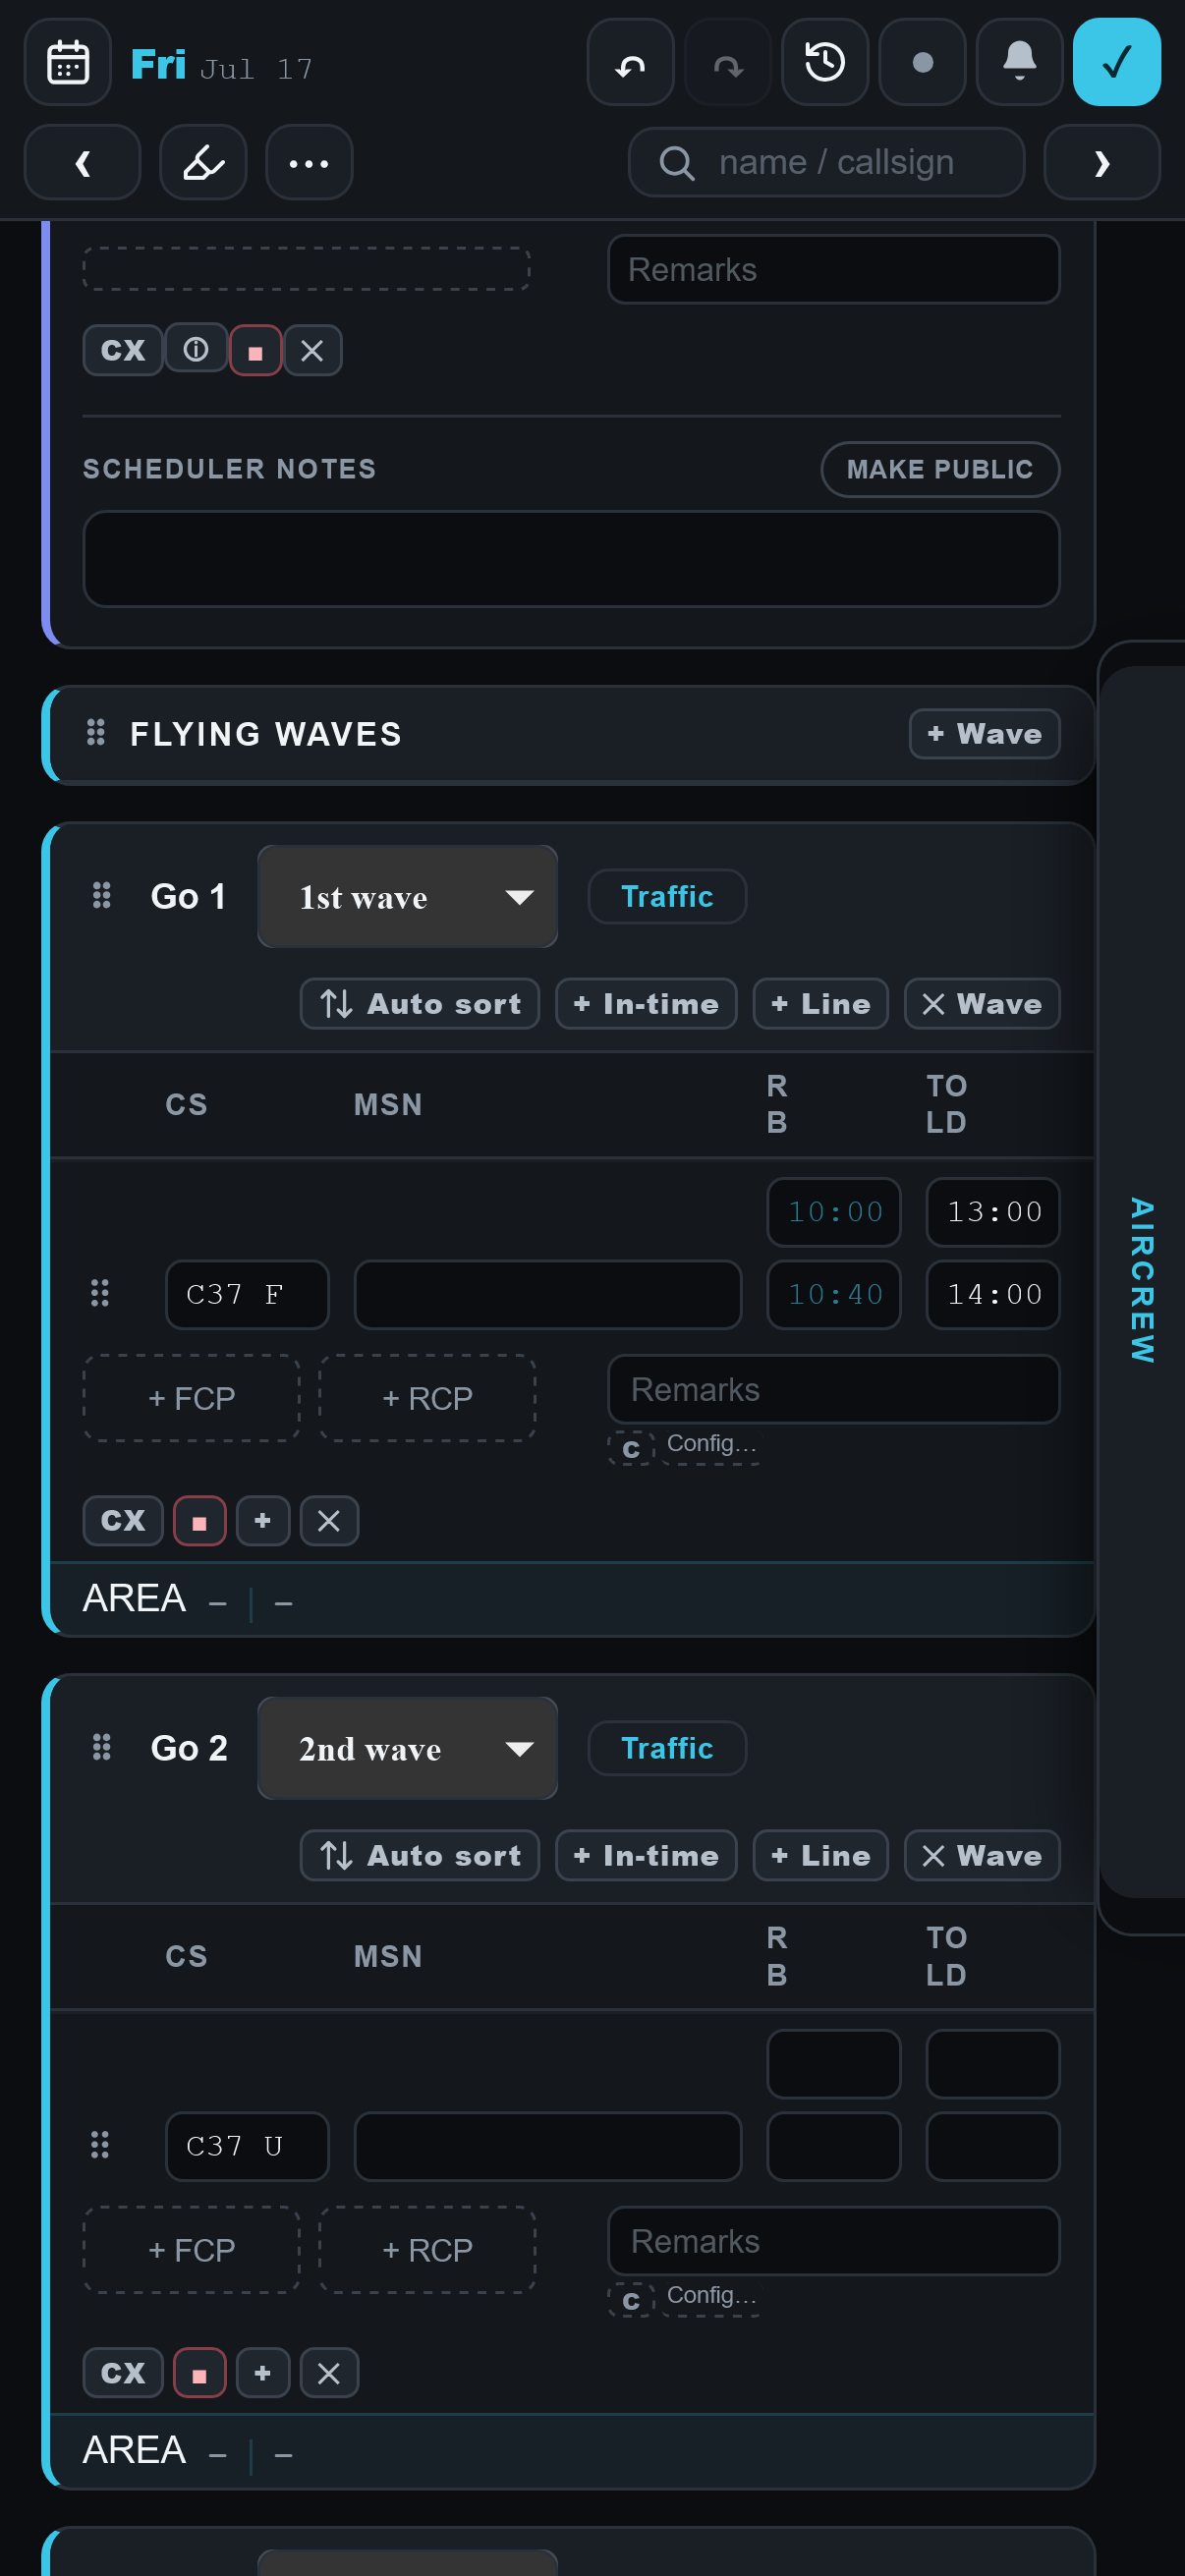 Fri Jul 17
name / callsign
Remarks
CX
SCHEDULER NOTES
MAKE PUBLIC
FLYING WAVES
+ Wave
Go 1
1st wave
Traffic
Auto sort
+ In-time
+ Line
× Wave
CS
MSN
R
B
TO
LD
10:00
13:00
C37 F
10:40
14:00
+ FCP
+ RCP
Remarks
C
Config...
CX
+
AREA – | –
Go 2
2nd wave
Traffic
Auto sort
+ In-time
+ Line
× Wave
CS
MSN
R
B
TO
LD
C37 U
+ FCP
+ RCP
Remarks
C
Config...
CX
+
AREA – | –
AIRCREW